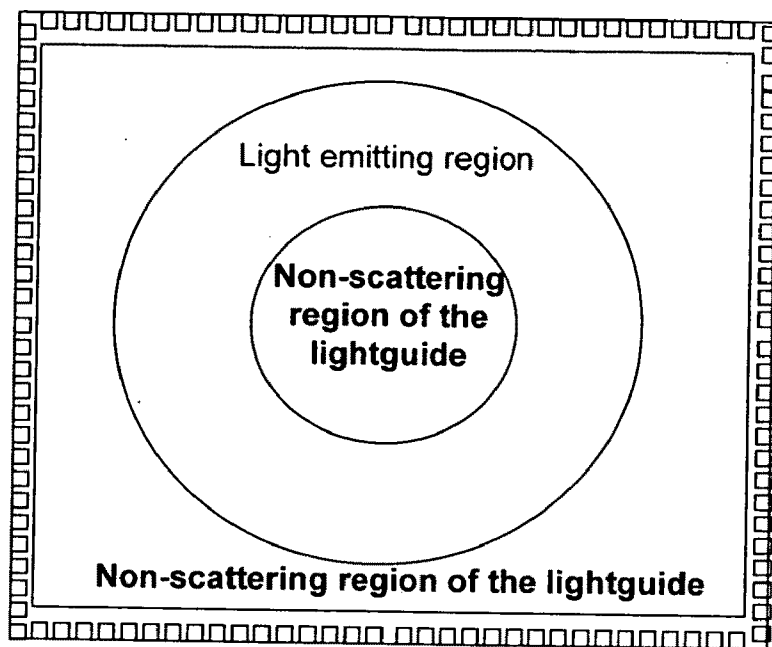 Light emitting region
Non-scattering
region of the
lightguide
Non-scattering region of the lightguide